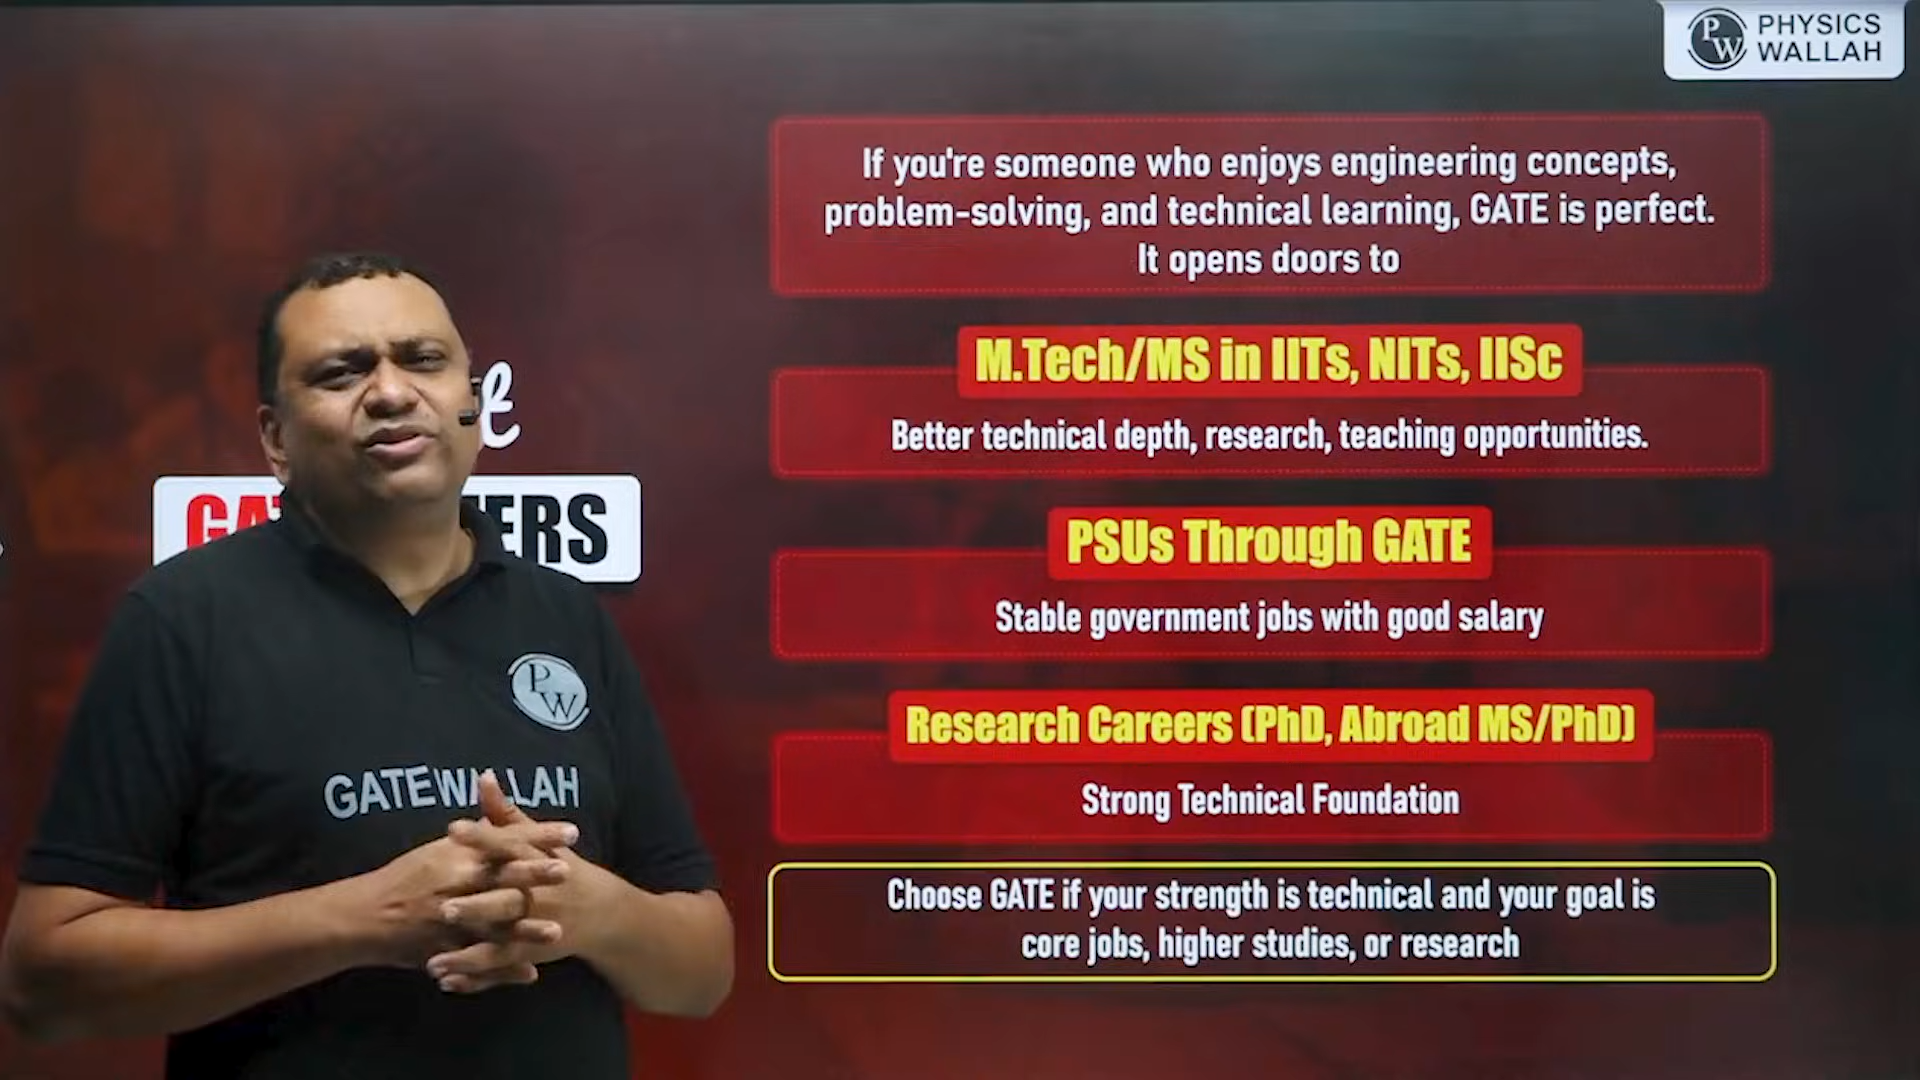 PHYSICS
WALLAH
If you're someone who enjoys engineering concepts,
problem-solving, and technical learning, GATE is perfect.
It opens doors to
M.Tech/MS in IITs, NITs, IISc
Better technical depth, research, teaching opportunities.
PSUs Through GATE
Stable government jobs with good salary
Research Careers (PhD, Abroad MS/PhD)
Strong Technical Foundation
Choose GATE if your strength is technical and your goal is
core jobs, higher studies, or research
PW
GATEWALLAH